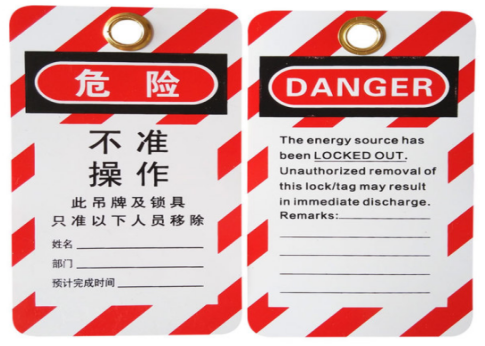 危险
不准
操作
此吊牌及锁具
只准以下人员移除
姓名
部门
预计完成时间
DANGER
The energy source has
been LOCKED OUT.
Unauthorized removal of
this lock/tag may result
in immediate discharge.
Remarks: